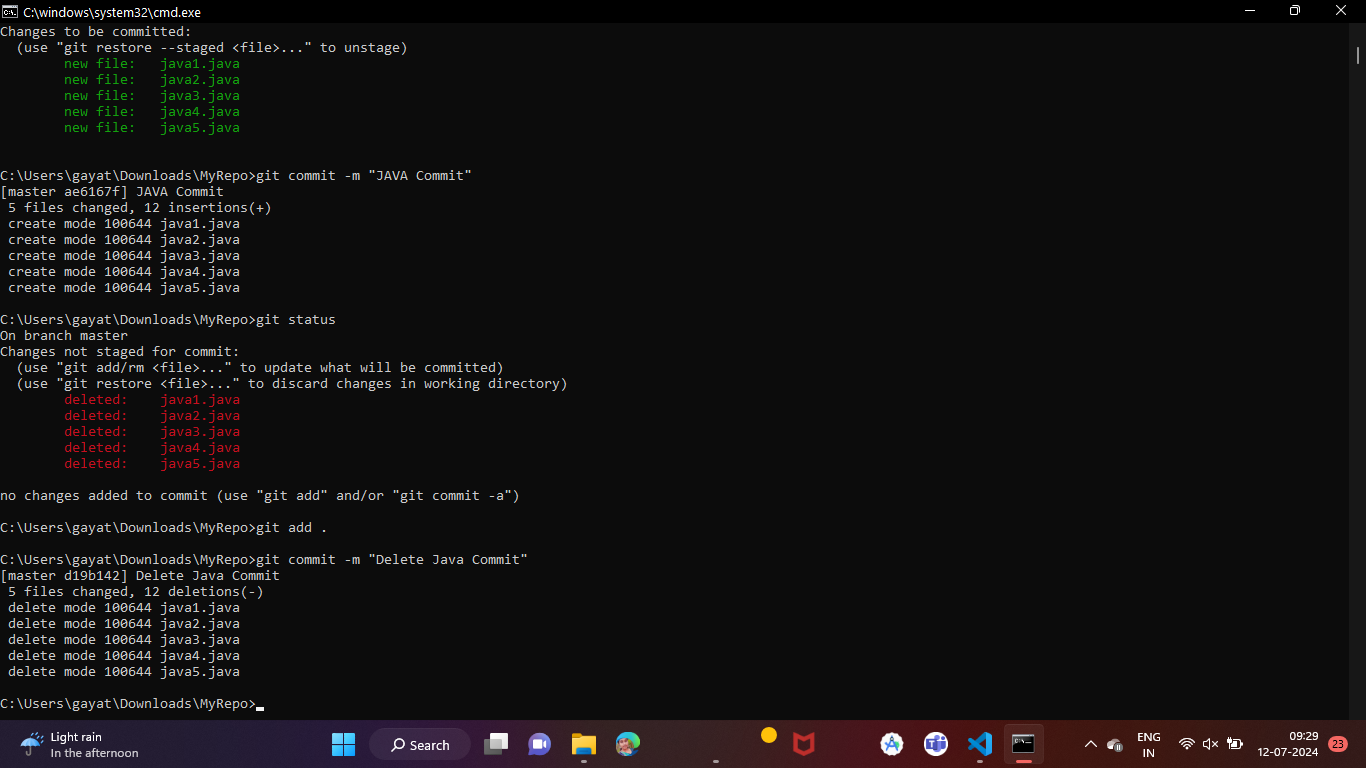 C:\windows\system32\cmd.exe
Changes to be committed:
  (use "git restore --staged <file>..." to unstage)
        new file:   java1.java
        new file:   java2.java
        new file:   java3.java
        new file:   java4.java
        new file:   java5.java
C:\Users\gayat\Downloads\MyRepo>git commit -m "JAVA Commit"
[master ae6167f] JAVA Commit
 5 files changed, 12 insertions(+)
 create mode 100644 java1.java
 create mode 100644 java2.java
 create mode 100644 java3.java
 create mode 100644 java4.java
 create mode 100644 java5.java
C:\Users\gayat\Downloads\MyRepo>git status
On branch master
Changes not staged for commit:
  (use "git add/rm <file>..." to update what will be committed)
  (use "git restore <file>..." to discard changes in working directory)
        deleted:    java1.java
        deleted:    java2.java
        deleted:    java3.java
        deleted:    java4.java
        deleted:    java5.java
no changes added to commit (use "git add" and/or "git commit -a")
C:\Users\gayat\Downloads\MyRepo>git add .
C:\Users\gayat\Downloads\MyRepo>git commit -m "Delete Java Commit"
[master d19b142] Delete Java Commit
 5 files changed, 12 deletions(-)
 delete mode 100644 java1.java
 delete mode 100644 java2.java
 delete mode 100644 java3.java
 delete mode 100644 java4.java
 delete mode 100644 java5.java
C:\Users\gayat\Downloads\MyRepo>
Light rain
In the afternoon
Search
ENG
IN
09:29
12-07-2024
23